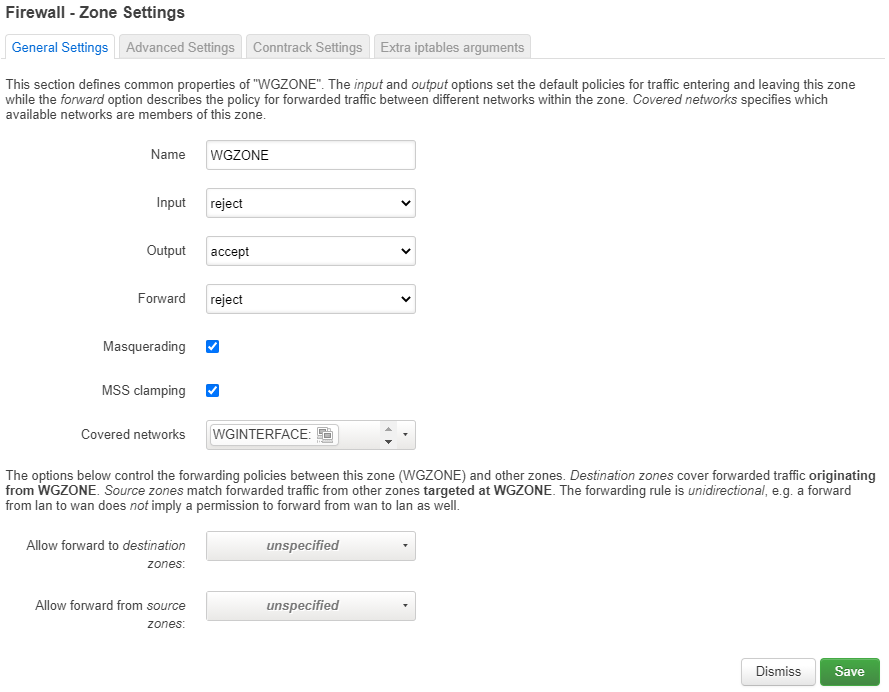 Firewall - Zone Settings
General Settings
Advanced Settings
Conntrack Settings
Extra iptables arguments
This section defines common properties of "WGZONE". The input and output options set the default policies for traffic entering and leaving this zone
while the forward option describes the policy for forwarded traffic between different networks within the zone. Covered networks specifies which
available networks are members of this zone.
Name
WGZONE
Input
reject
Output
accept
Forward
reject
Masquerading
MSS clamping
Covered networks
WGINTERFACE:
The options below control the forwarding policies between this zone (WGZONE) and other zones. Destination zones cover forwarded traffic originating
from WGZONE. Source zones match forwarded traffic from other zones targeted at WGZONE. The forwarding rule is unidirectional, e.g. a forward
from lan to wan does not imply a permission to forward from wan to lan as well.
Allow forward to destination
zones:
unspecified
Allow forward from source
zones:
unspecified
Dismiss
Save